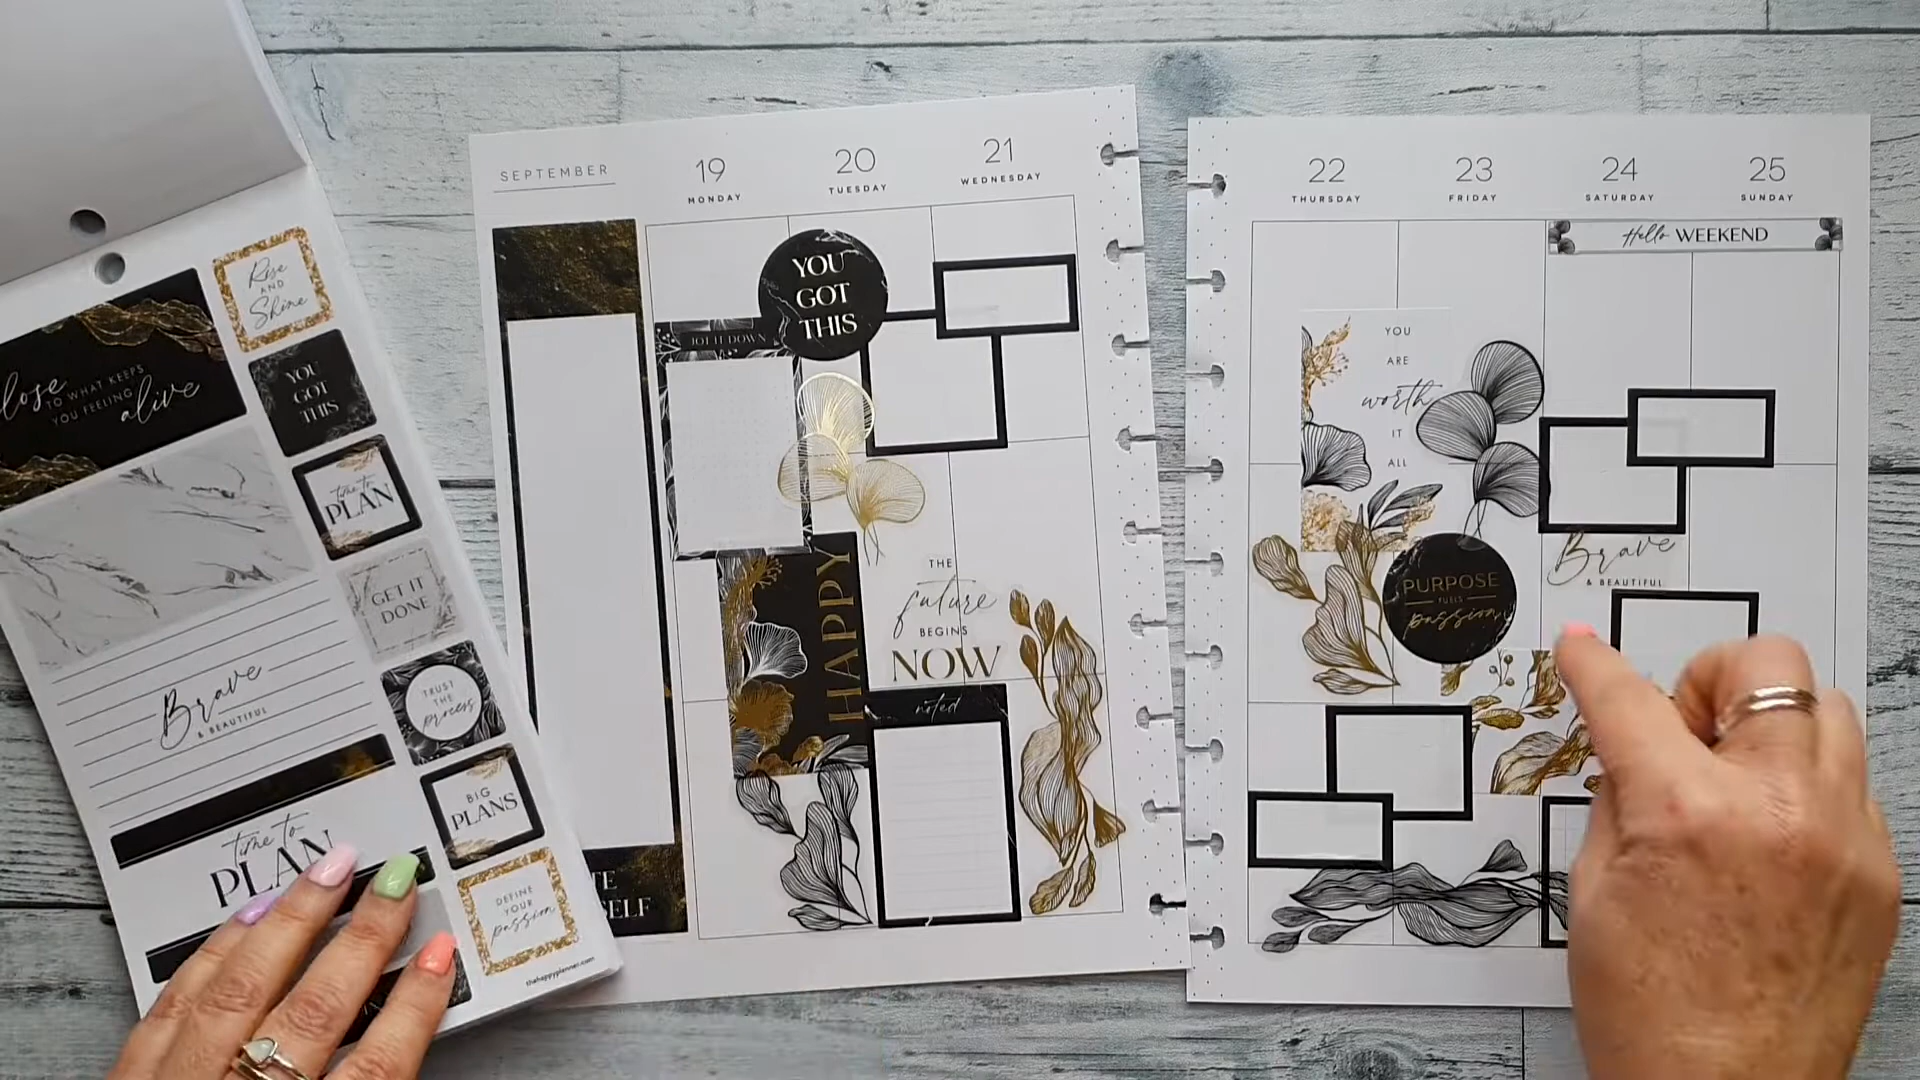 lose
TO WHAT KEEPS
YOU FEELING
alive
Brave
& BEAUTIFUL
time to
PLAN
Rise
AND
Shine
YOU
GOT
THIS
time to
PLAN
GET IT
DONE
TRUST
THE
process
BIG
PLANS
DEFINE
YOUR
passion
thehappyplanner.com
SEPTEMBER
19
MONDAY
20
TUESDAY
21
WEDNESDAY
YOU
GOT
THIS
JOT IT DOWN
HAPPY
THE
future
BEGINS
NOW
noted
22
THURSDAY
23
FRIDAY
24
SATURDAY
25
SUNDAY
Hello WEEKEND
YOU
ARE
worth
IT
ALL
PURPOSE
FUELS
passion
Brave
& BEAUTIFUL